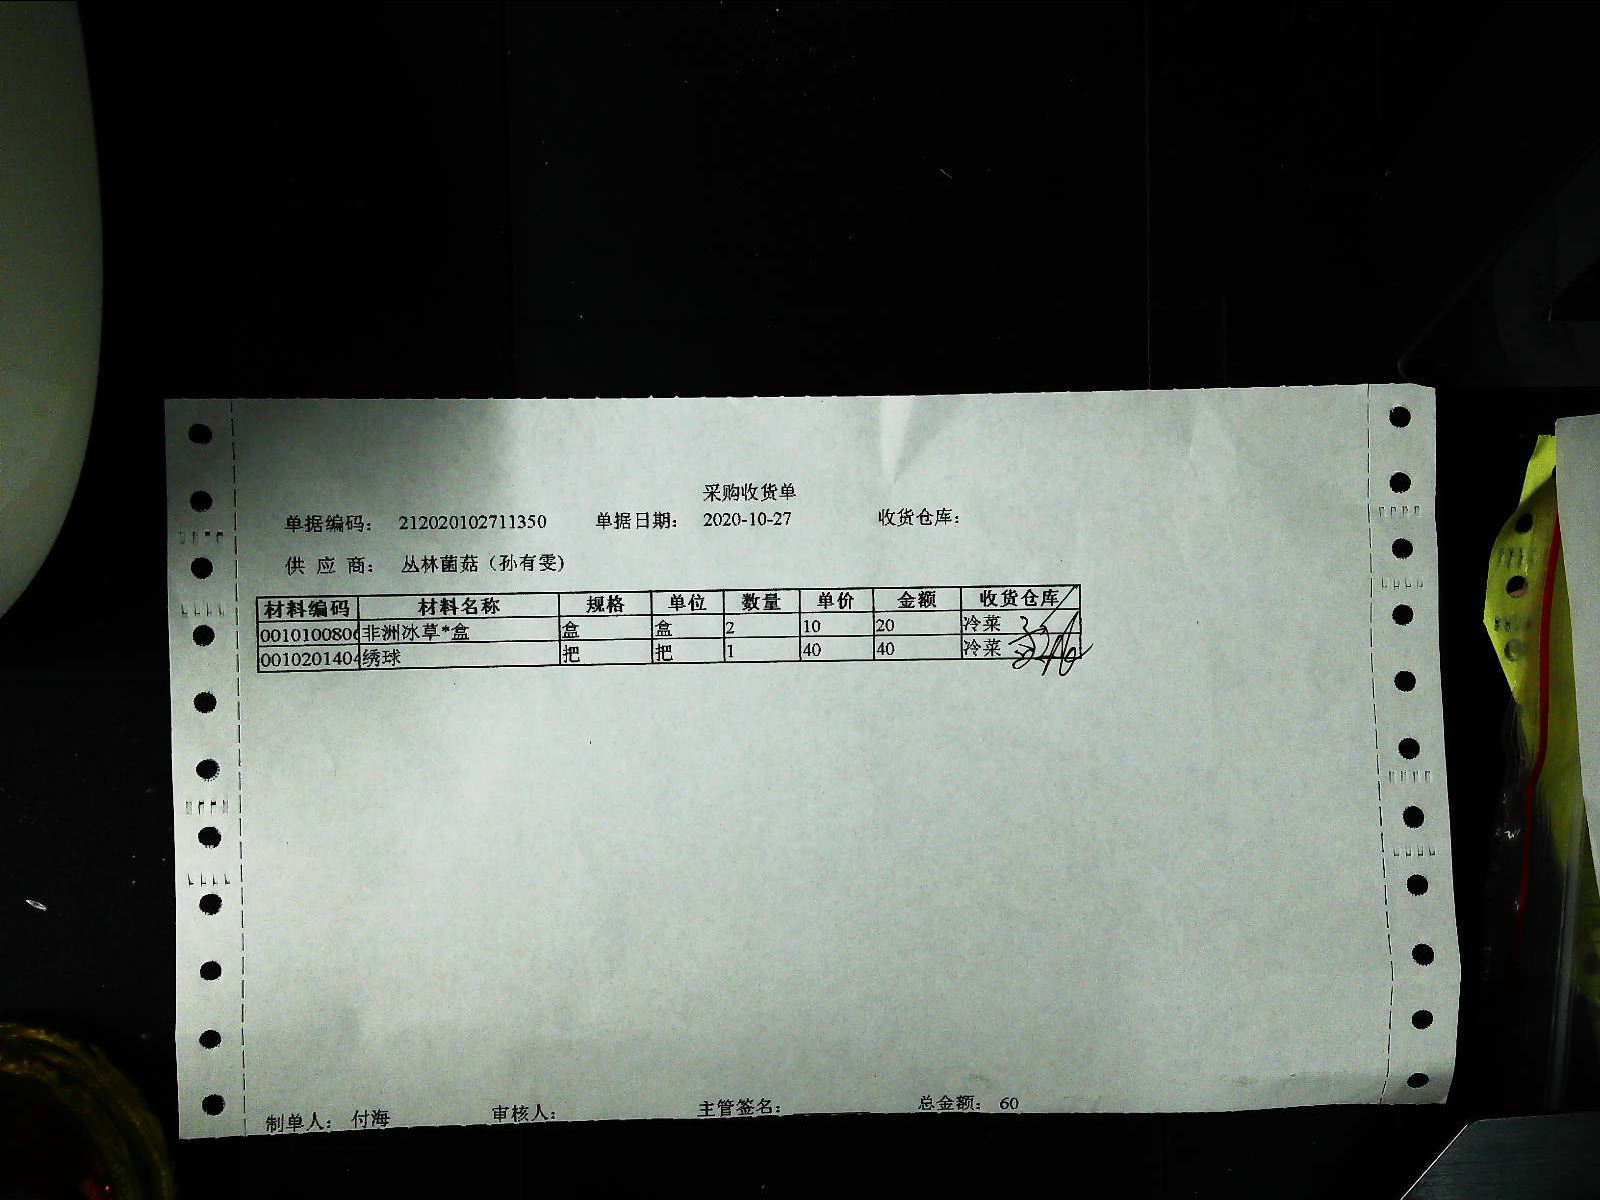 采购收货单
单据编码： 212020102711350 单据日期： 2020-10-27 收货仓库：
供 应 商： 丛林菌菇（孙有雯）
材料编码 材料名称 规格 单位 数量 单价 金额 收货仓库
001010080 非洲冰草*盒 盒 盒 2 10 20 冷菜
001020140 绣球 把 把 1 40 40 冷菜
制单人： 付海 审核人： 主管签名： 总金额： 60